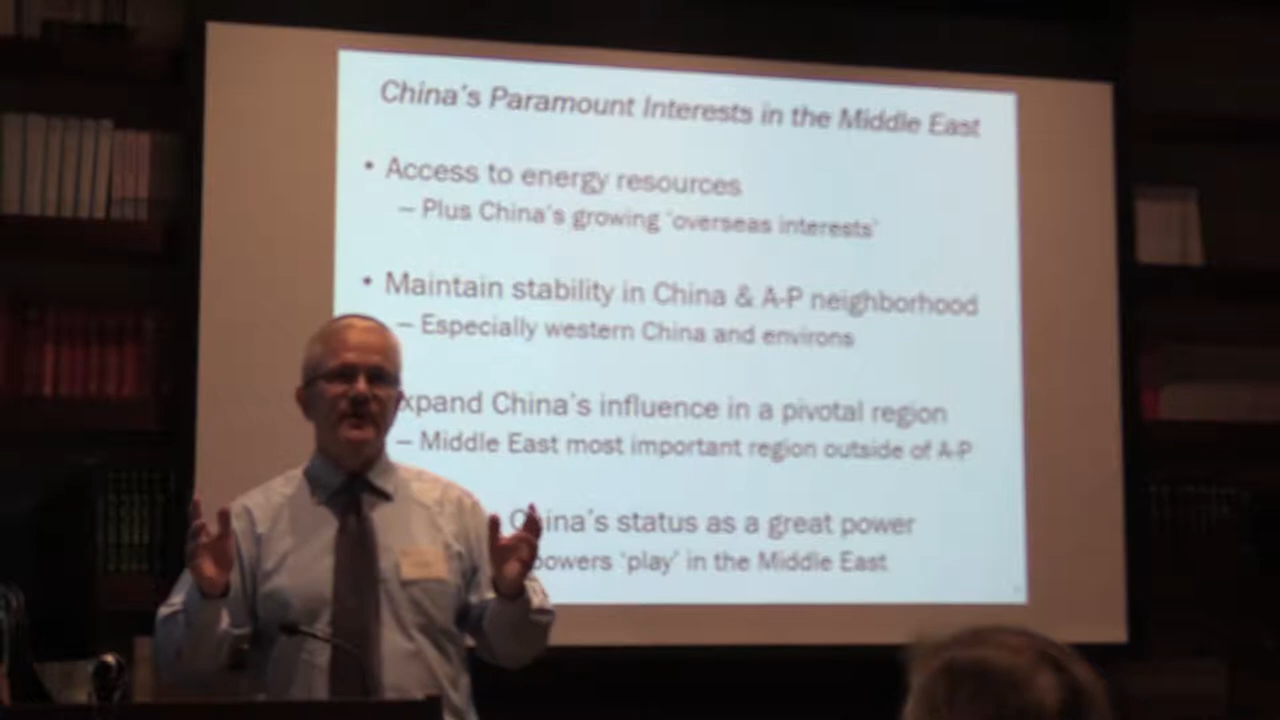 China's Paramount Interests in the Middle East
• Access to energy resources
– Plus China's growing 'overseas interests'
• Maintain stability in China & A-P neighborhood
– Especially western China and environs
xpand China's influence in a pivotal region
– Middle East most important region outside of A-P
China's status as a great power
powers 'play' in the Middle East